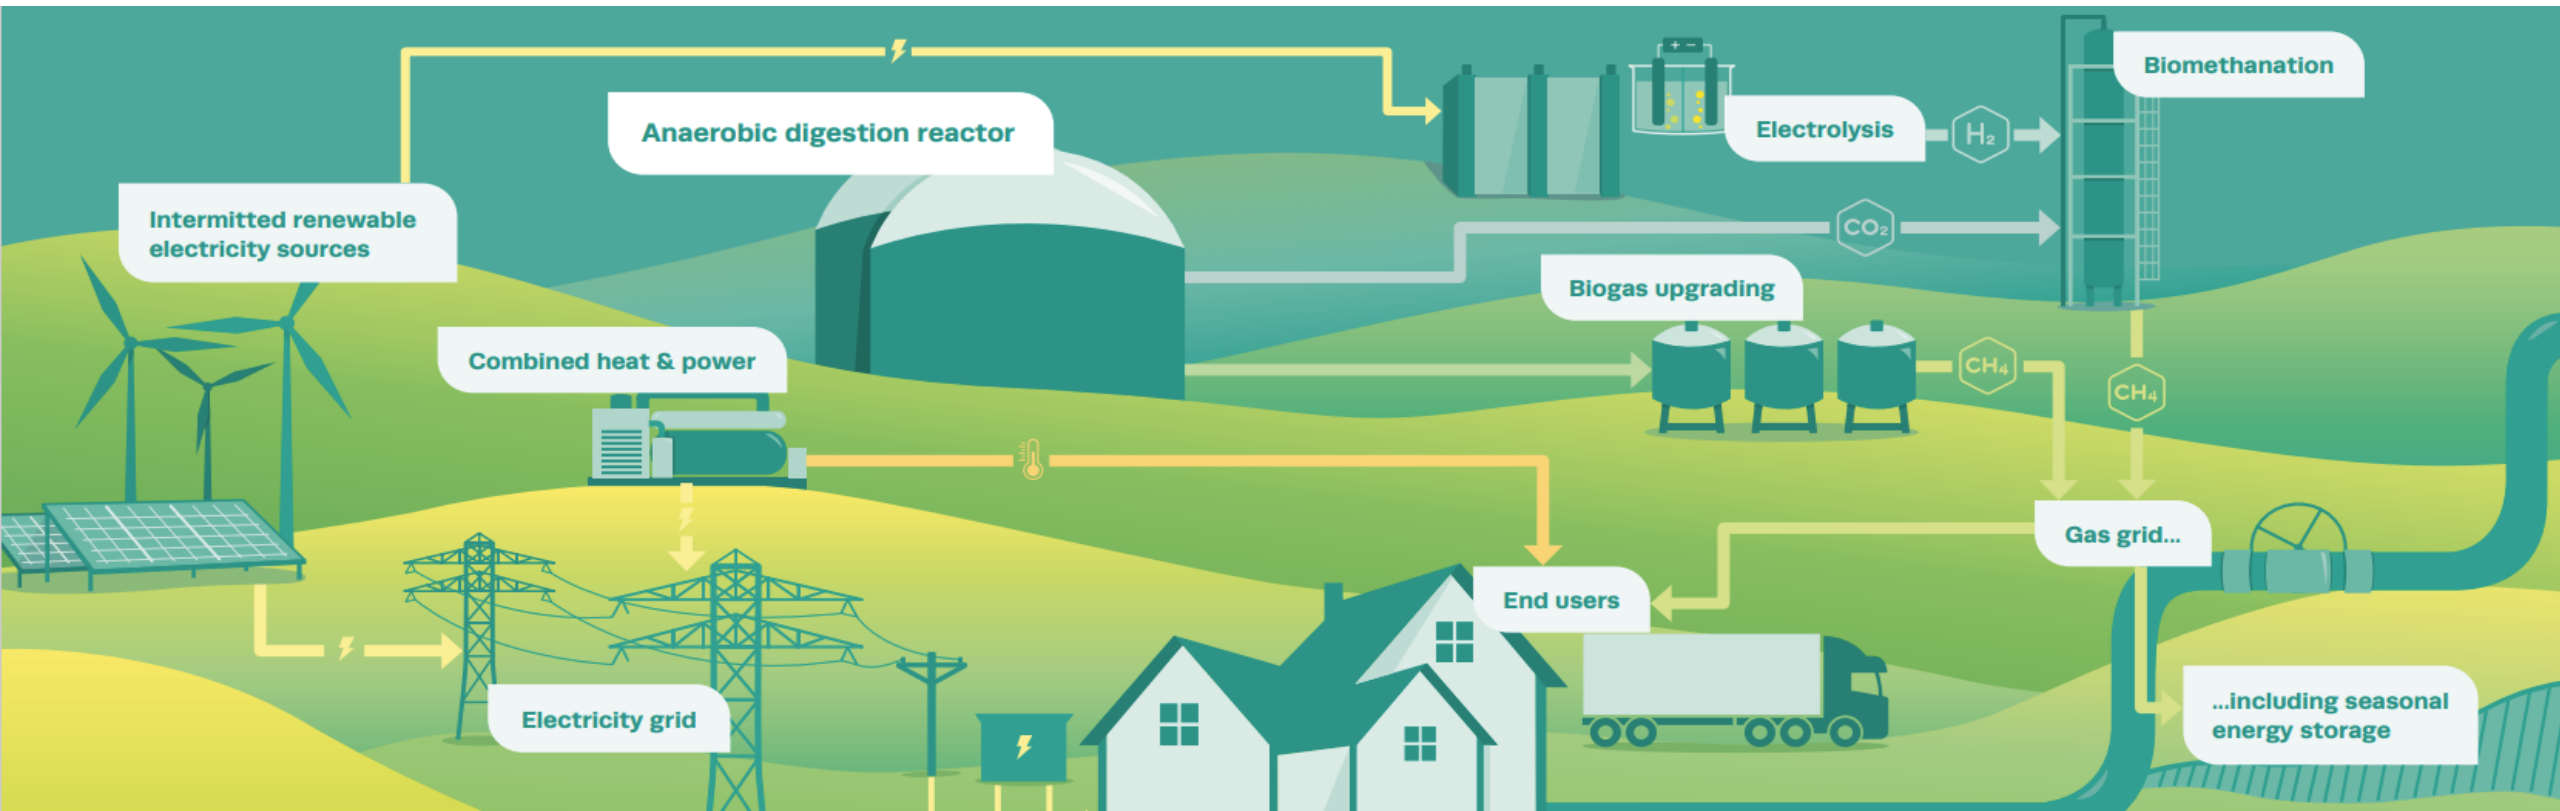 Biomethanation
+ −
Electrolysis
H₂
Anaerobic digestion reactor
Intermitted renewable
electricity sources
CO₂
Biogas upgrading
Combined heat & power
CH₄
CH₄
Gas grid...
End users
...including seasonal
energy storage
Electricity grid